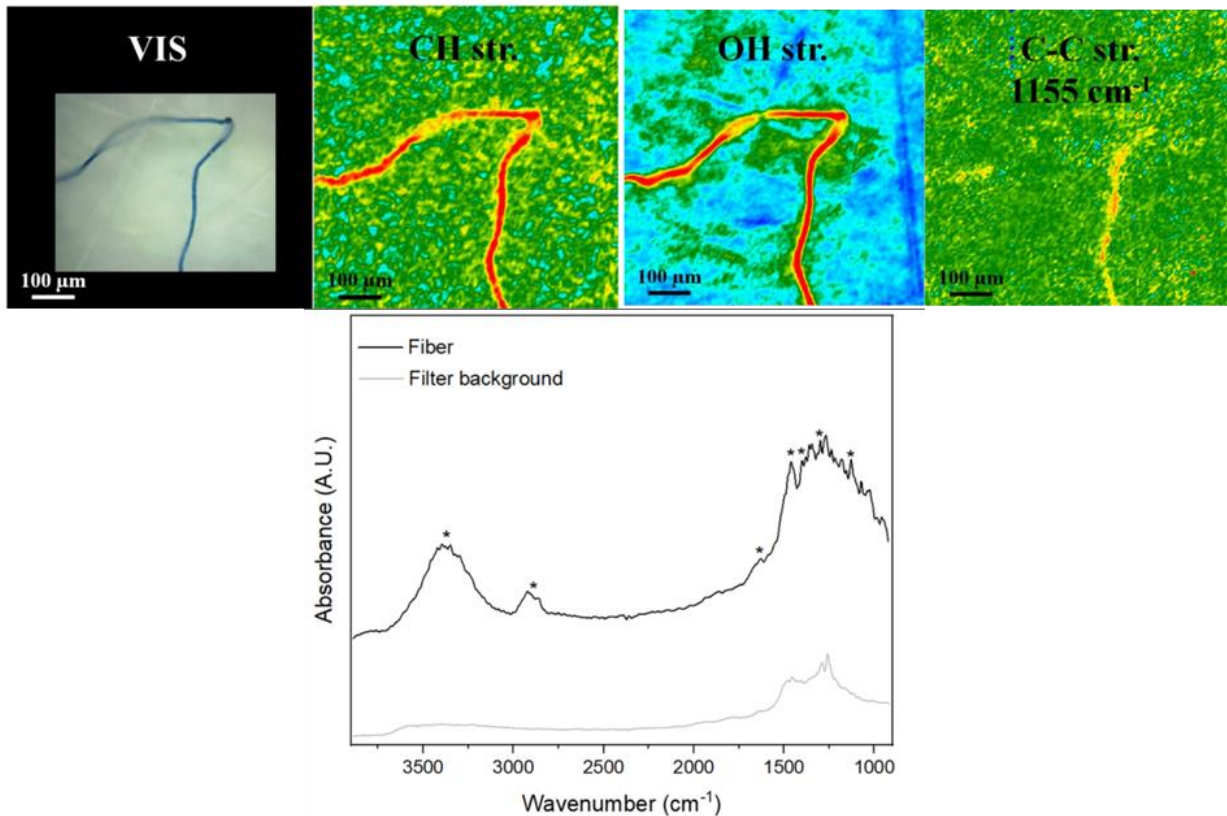 VIS
100 µm
CH str.
100 µm
OH str.
100 µm
C-C str.
1155 cm⁻¹
100 µm
Fiber
Filter background
*
*
*
*
*
*
*
Absorbance (A.U.)
3500
3000
2500
2000
1500
1000
Wavenumber (cm⁻¹)